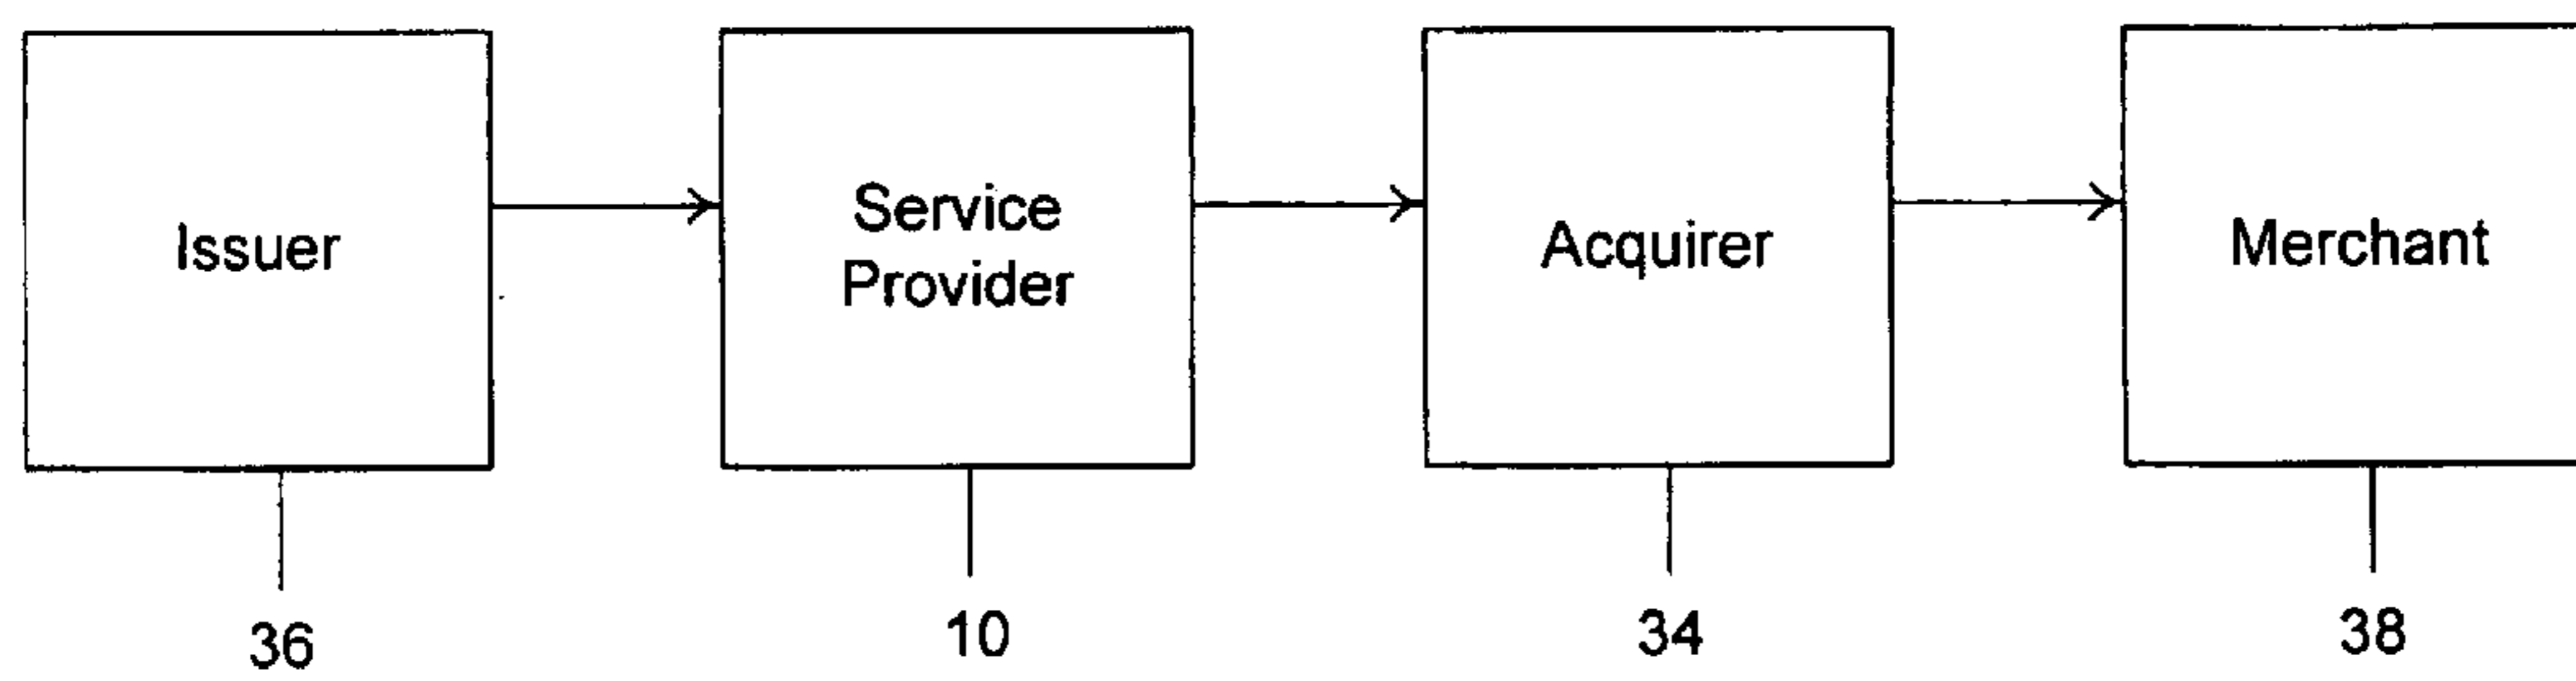 Issuer
Service
Provider
Acquirer
Merchant
36
10
34
38